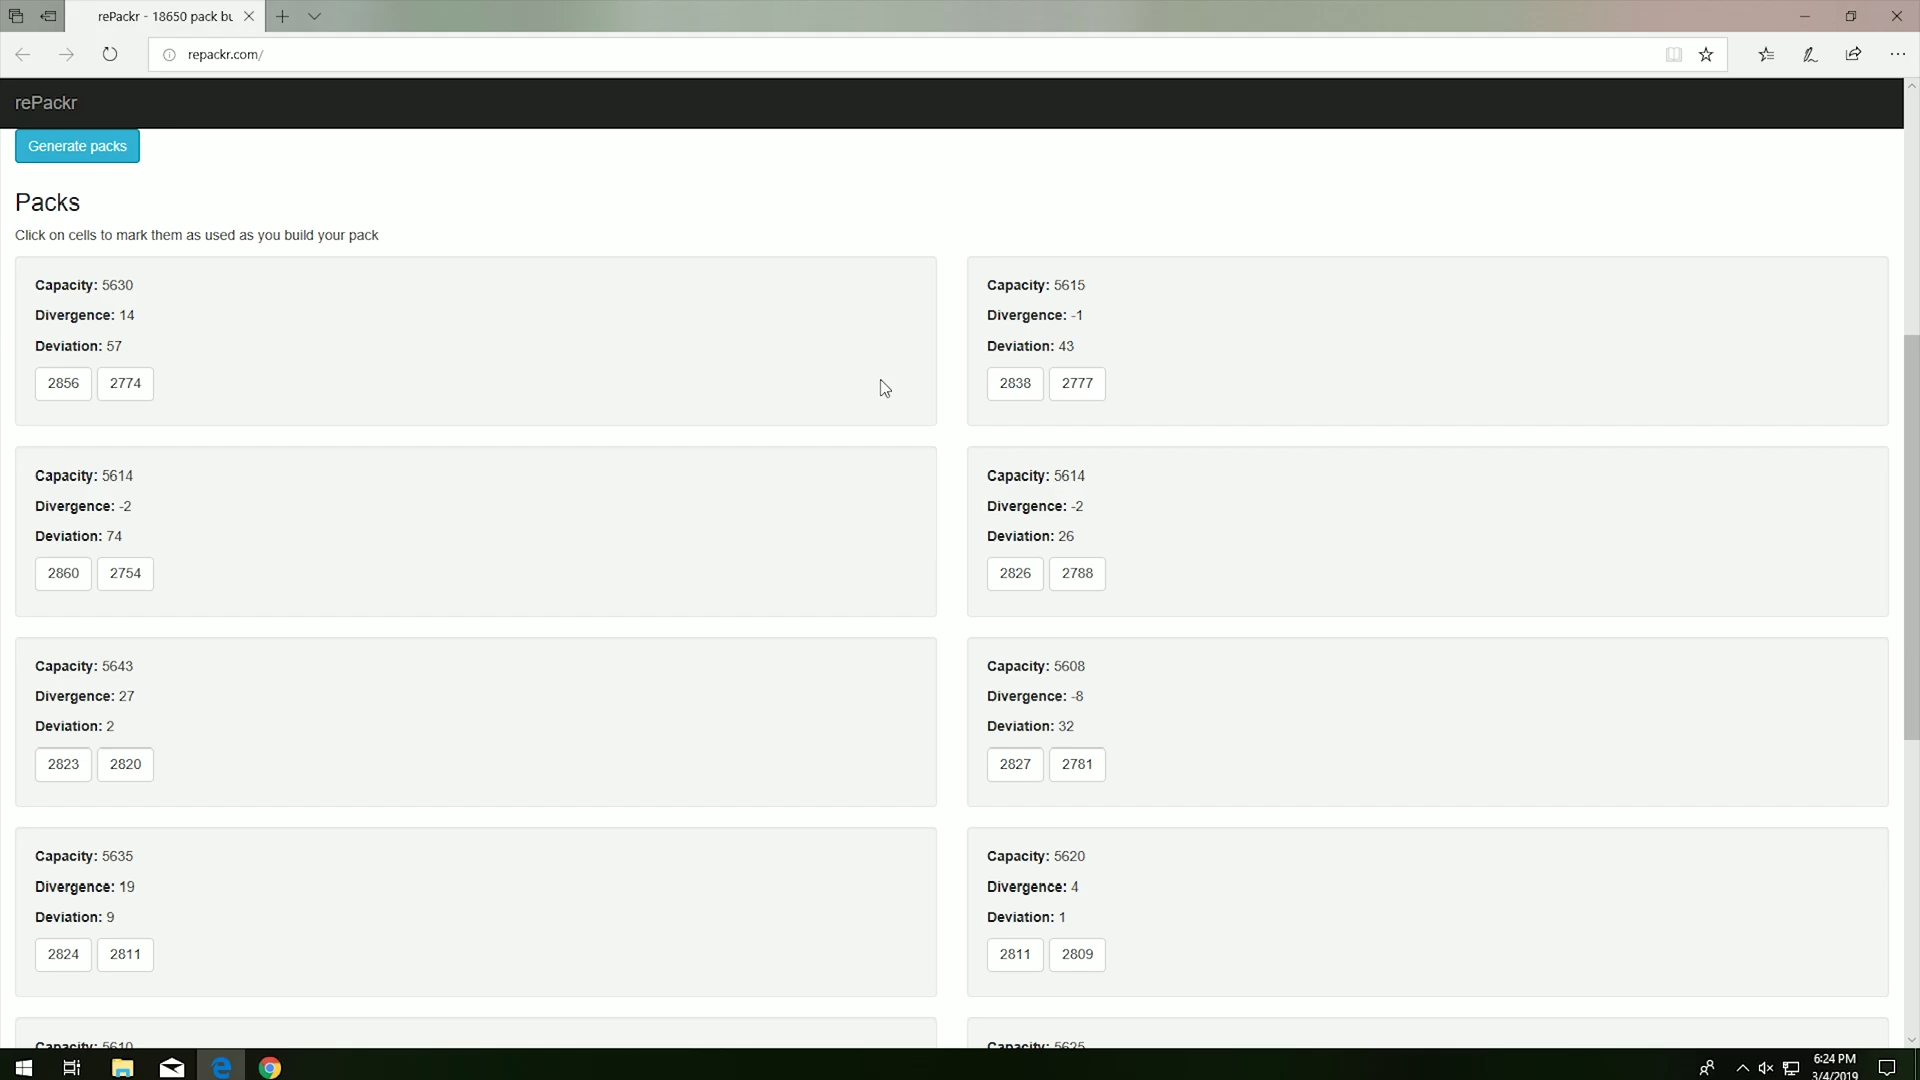 rePackr - 18650 pack bu
repackr.com/
rePackr
Generate packs
Packs
Click on cells to mark them as used as you build your pack
Capacity: 5630
Divergence: 14
Deviation: 57
2856 2774
Capacity: 5615
Divergence: -1
Deviation: 43
2838 2777
Capacity: 5614
Divergence: -2
Deviation: 74
2860 2754
Capacity: 5614
Divergence: -2
Deviation: 26
2826 2788
Capacity: 5643
Divergence: 27
Deviation: 2
2823 2820
Capacity: 5608
Divergence: -8
Deviation: 32
2827 2781
Capacity: 5635
Divergence: 19
Deviation: 9
2824 2811
Capacity: 5620
Divergence: 4
Deviation: 1
2811 2809
Capacity: 5610
Capacity: 5625
6:24 PM
3/4/2019